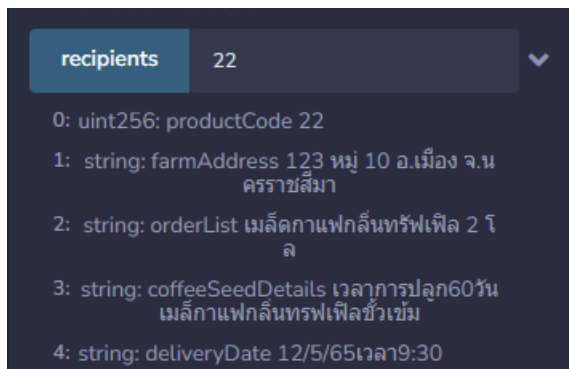 recipients 22
0: uint256: productCode 22
1: string: farmAddress 123 หมู่ 10 อ.เมือง จ.น
ครราชสีมา
2: string: orderList เมล็ดกาแฟกลิ่นทรัฟเฟิล 2 โ
ล
3: string: coffeeSeedDetails เวลาการปลูก60วัน
เมล็กาแฟกลิ่นทรฟเฟิลขั้วเข้ม
4: string: deliveryDate 12/5/65เวลา9:30